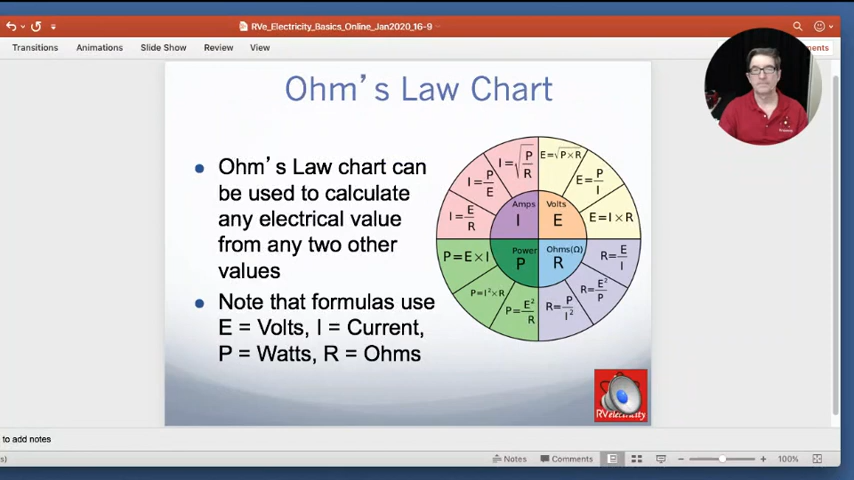 RVe_Electricity_Basics_Online_Jan2020_16-9
Transitions Animations Slide Show Review View
Ohm's Law Chart
Ohm's Law chart can
be used to calculate
any electrical value
from any two other
values
Note that formulas use
E = Volts, I = Current,
P = Watts, R = Ohms
I=√P/R E=√P×R
I=P/E E=P/I
I=E/R E=I×R
Amps Volts
I E
Power Ohms(Ω)
P R
P=E×I R=E/I
P=I²×R R=E²/P
P=E²/R R=P/I²
RVelectricity
to add notes
Notes Comments 100%